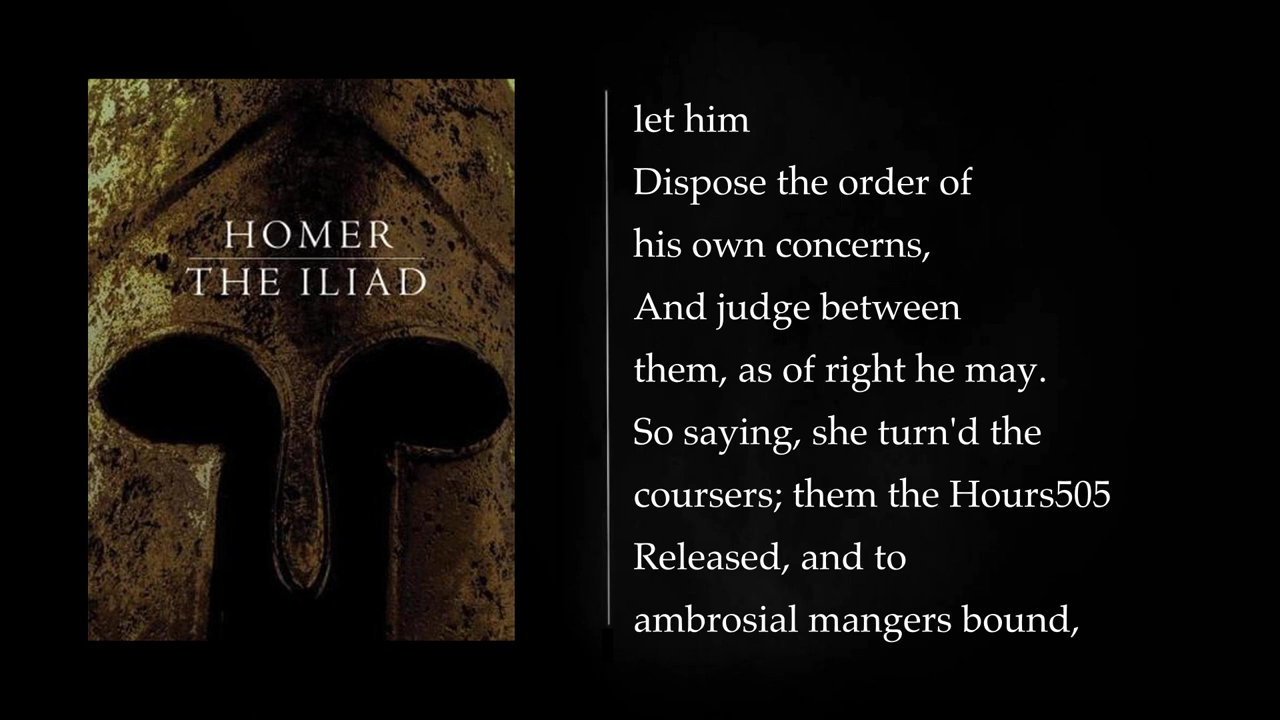 HOMER
THE ILIAD
let him
Dispose the order of
his own concerns,
And judge between
them, as of right he may.
So saying, she turn'd the
coursers; them the Hours505
Released, and to
ambrosial mangers bound,